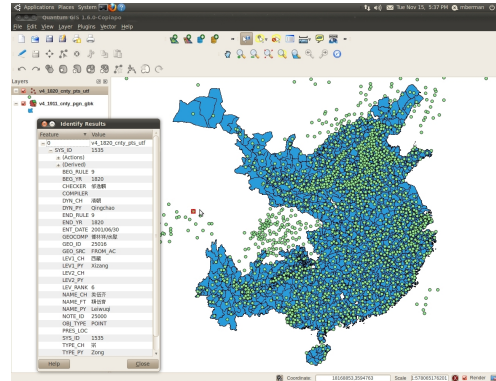 Applications Places System
Tue Nov 15, 5:37 PM mberman
Quantum GIS 1.6.0-Copiapo
File Edit View Layer Plugins Vector Help
Layers
v4_1820_cnty_pts_utf
v4_1911_cnty_pgn_gbk
Identify Results
Feature Value
0 v4_1820_cnty_pts_utf
SYS_ID 1535
(Actions)
(Derived)
BEG_RULE 9
BEG_YR 1820
CHECKER
COMPILER
DYN_CH 清朝
DYN_PY Qingchao
END_RULE 9
END_YR 1820
ENT_DATE 2001/06/30
GEOCOMP
GEO_ID 25016
GEO_SRC FROM_AC
LEV1_CH 西藏
LEV1_PY Xizang
LEV2_CH
LEV2_PY
LEV_RANK 6
NAME_CH
NAME_FT
NAME_PY Leiwuqi
NOTE_ID 25000
OBJ_TYPE POINT
PRES_LOC
SYS_ID 1535
TYPE_CH 宗
TYPE_PY Zong
Help Close
Coordinate: Scale Render